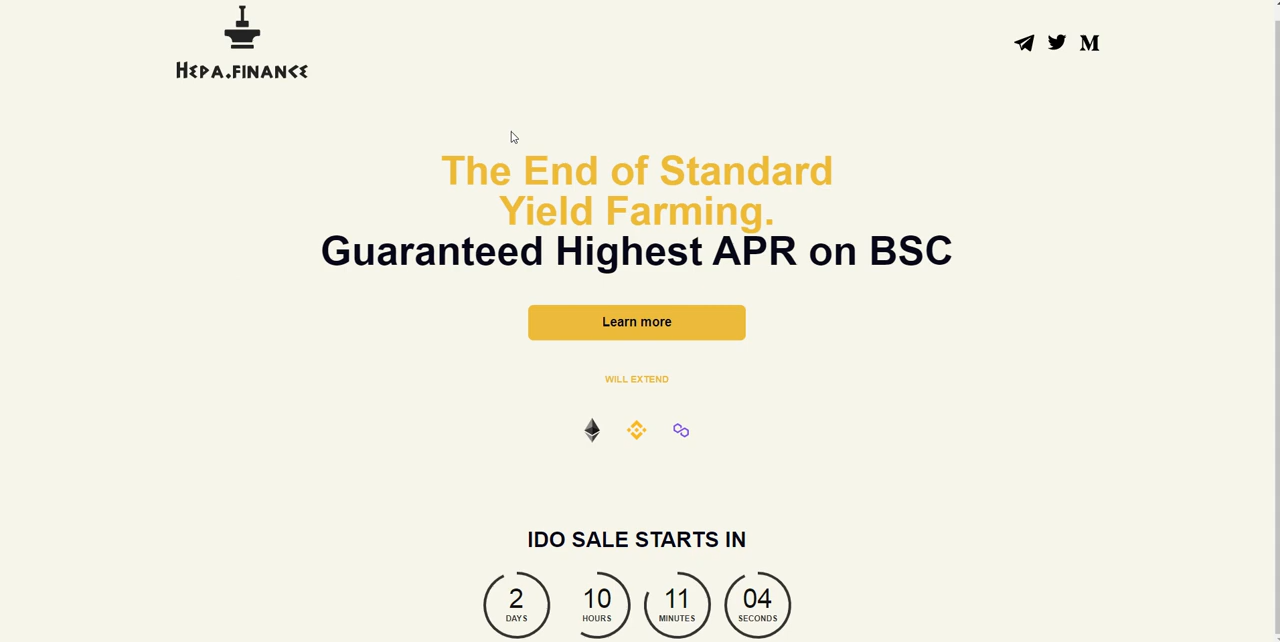 HEPA.FINANCE
M
The End of Standard
Yield Farming.
Guaranteed Highest APR on BSC
Learn more
WILL EXTEND
IDO SALE STARTS IN
2 10 11 04
DAYS HOURS MINUTES SECONDS